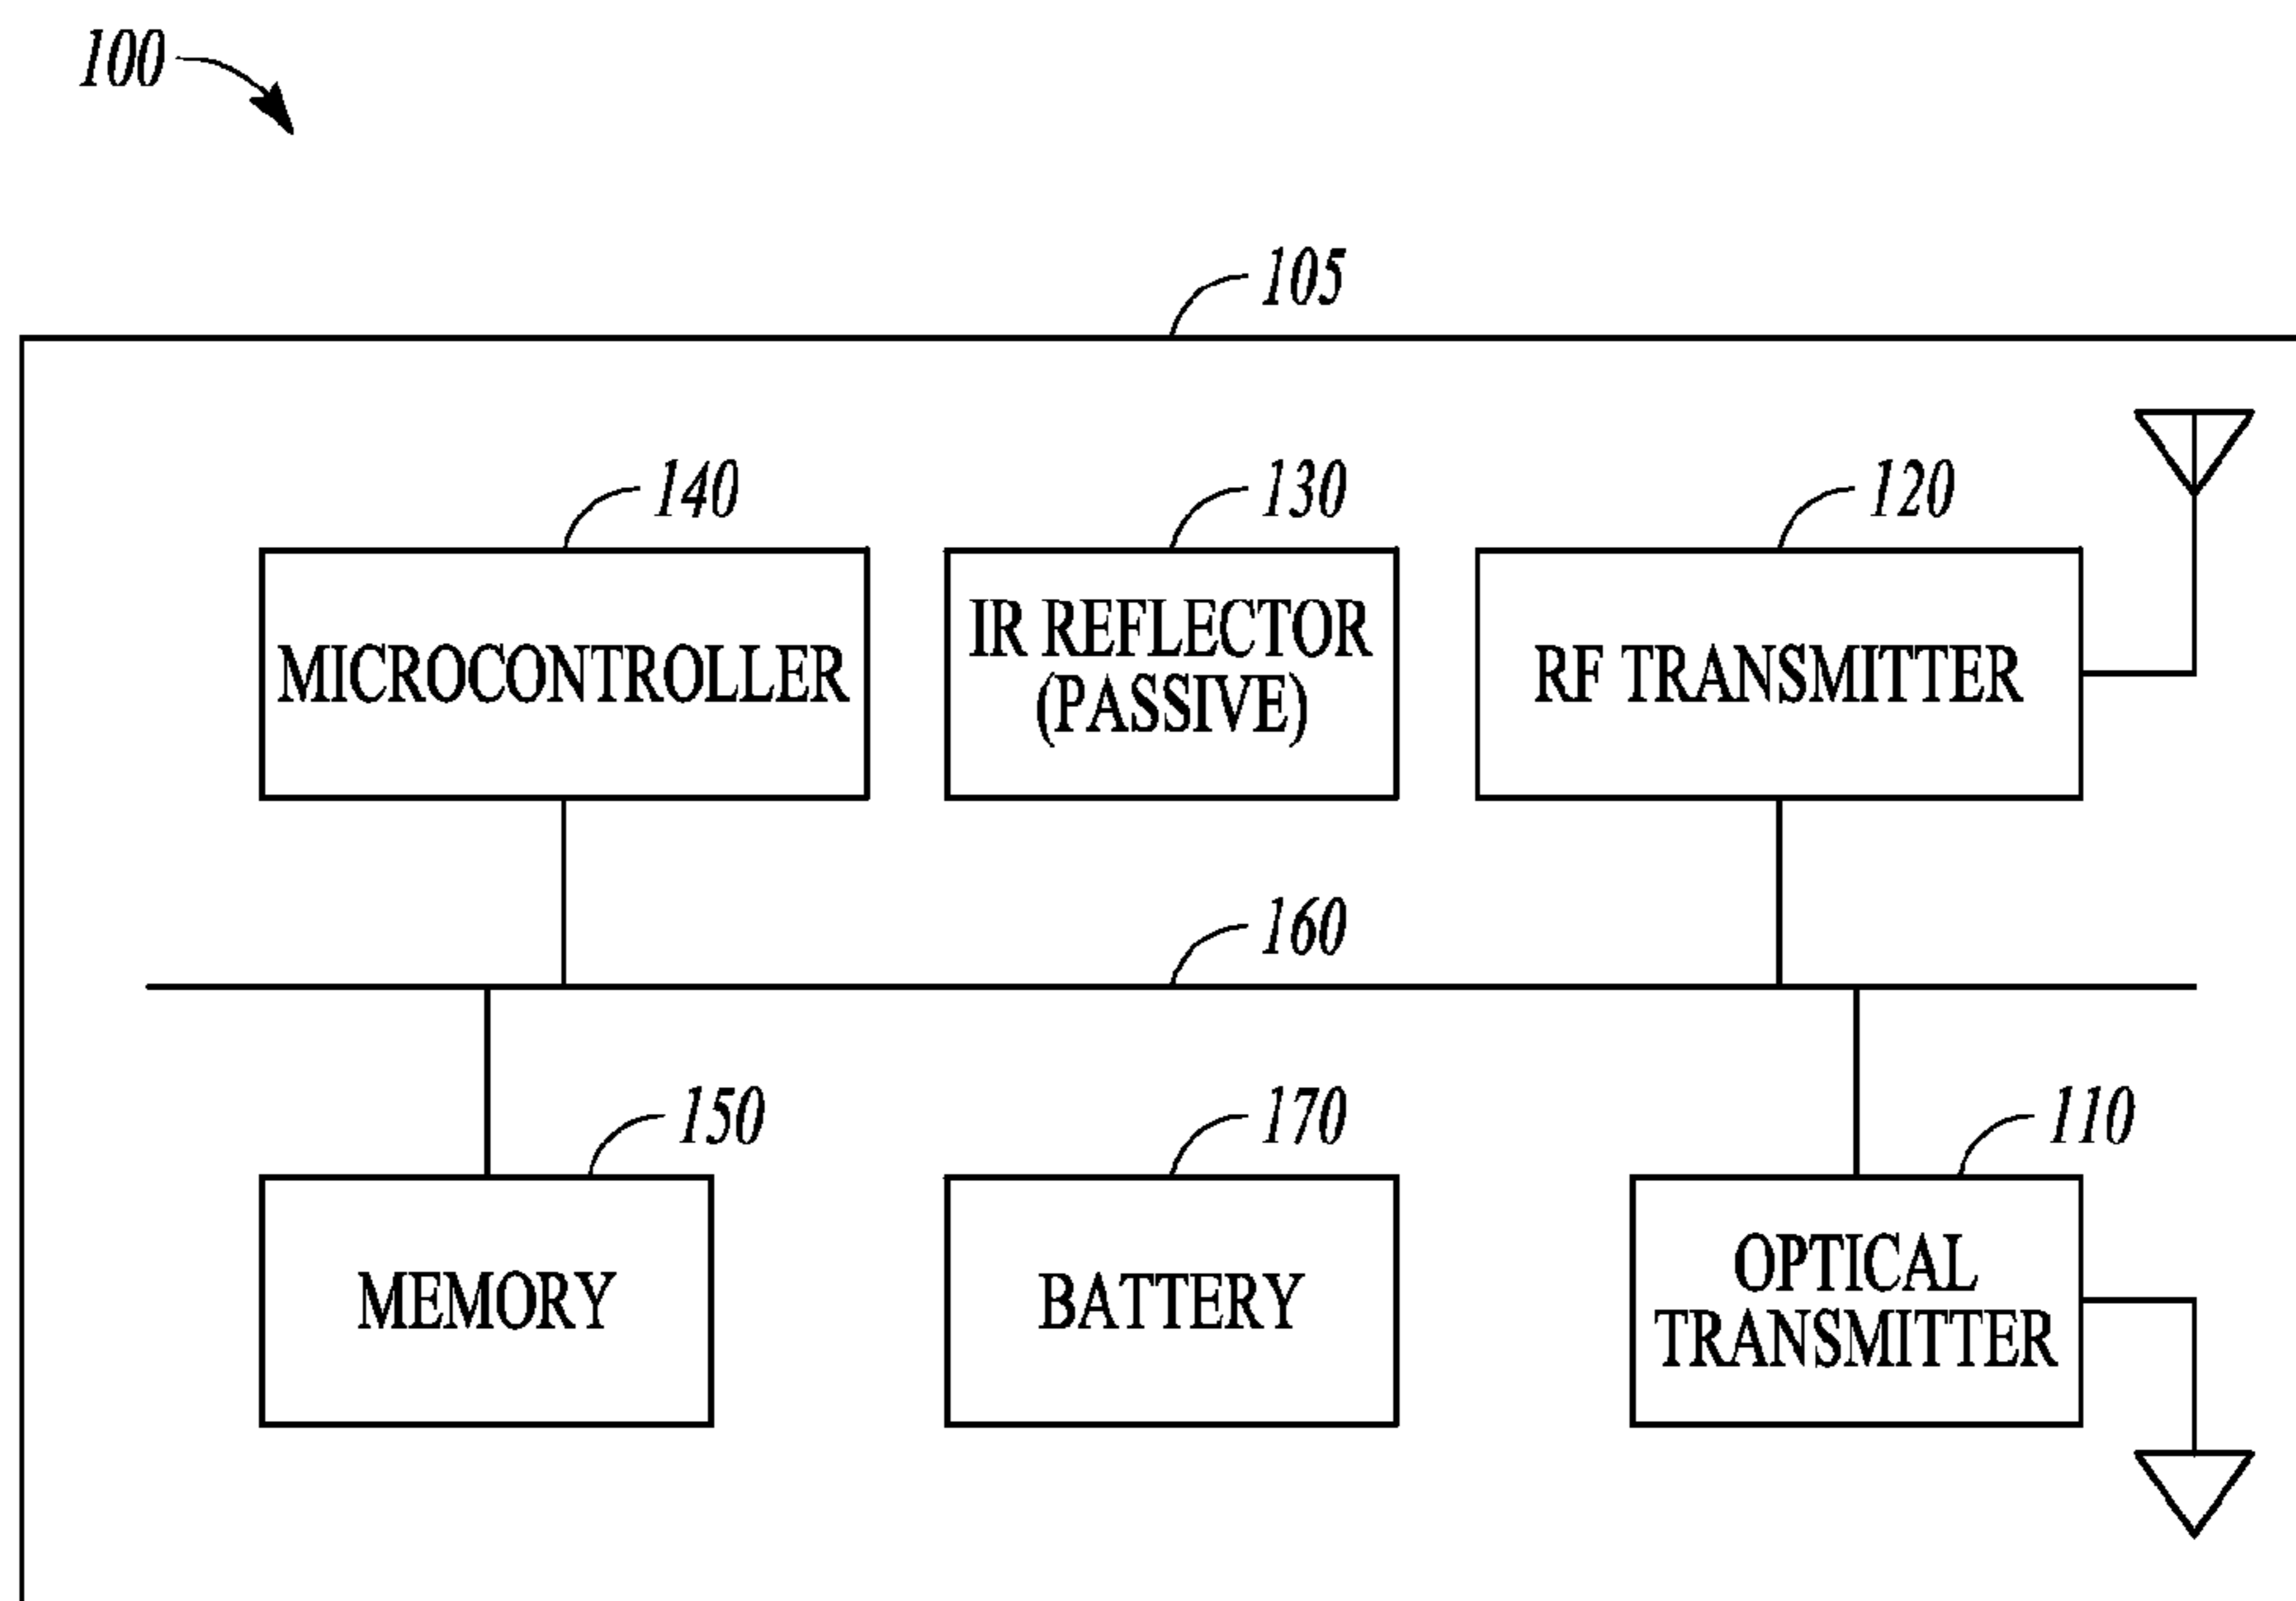 100
105
140
130
120
MICROCONTROLLER
IR REFLECTOR
(PASSIVE)
RF TRANSMITTER
160
150
170
110
MEMORY
BATTERY
OPTICAL
TRANSMITTER